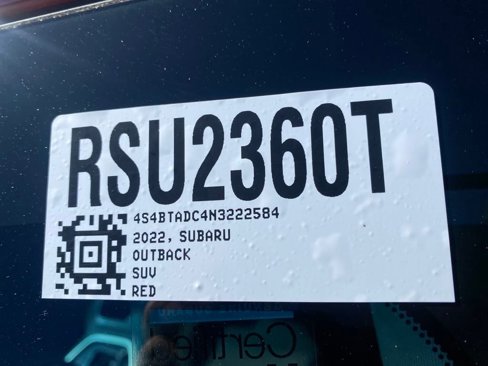 RSU2360T
4S4BTADC4N3222584
2022, SUBARU
OUTBACK
SUV
RED